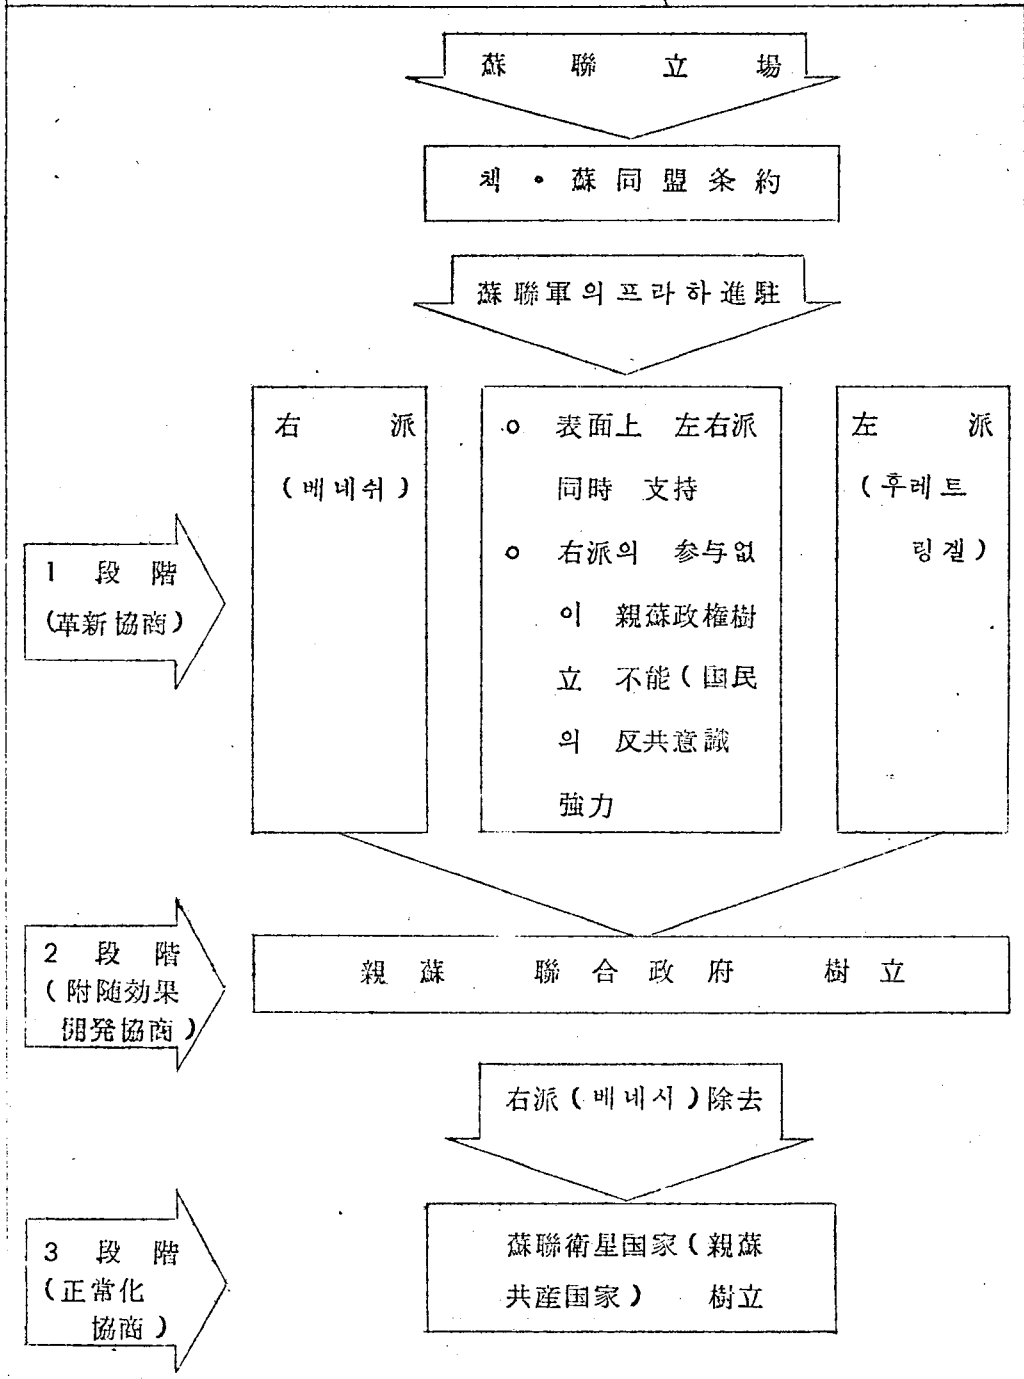 蘇聯立場
첵・蘇同盟条約
蘇聯軍의프라하進駐
右派
(베네쉬)
o 表面上 左右派
同時 支持
o 右派의 参与없
이 親蘇政権樹
立 不能(国民
의 反共意識
強力
左派
(후레트
링겔)
1 段階
(革新協商)
2 段階
(附随効果
開発協商)
親蘇 聯合政府 樹立
右派(베네시)除去
3 段階
(正常化
協商)
蘇聯衛星国家(親蘇
共産国家) 樹立